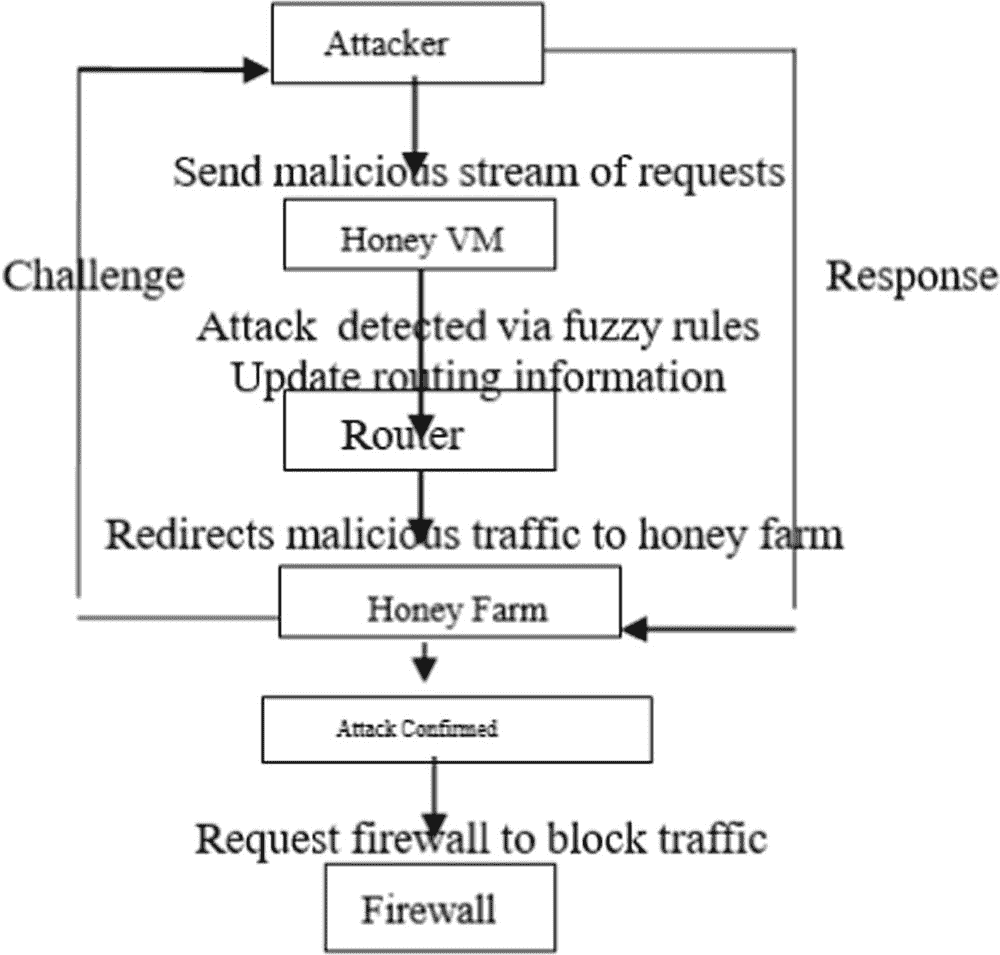 Attacker
Send malicious stream of requests
Honey VM
Challenge
Response
Attack detected via fuzzy rules
Update routing information
Router
Redirects malicious traffic to honey farm
Honey Farm
Attack Confirmed
Request firewall to block traffic
Firewall